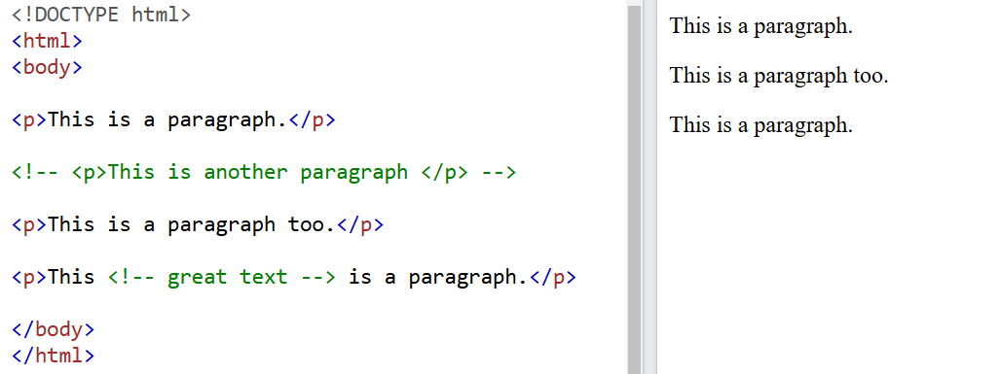 <!DOCTYPE html>
<html>
<body>
<p>This is a paragraph.</p>
<!-- <p>This is another paragraph </p> -->
<p>This is a paragraph too.</p>
<p>This <!-- great text --> is a paragraph.</p>
</body>
</html>
This is a paragraph.
This is a paragraph too.
This is a paragraph.